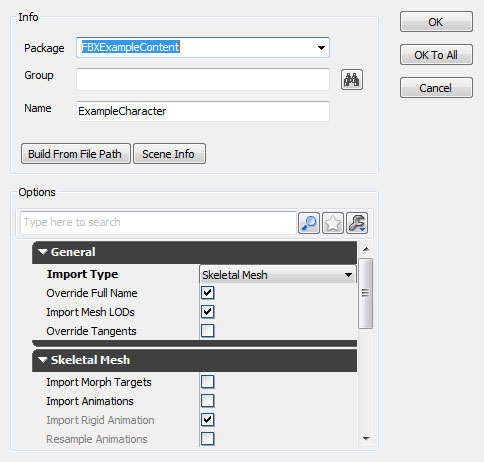 Info
Package FBXExampleContent
Group
Name ExampleCharacter
Build From File Path Scene Info
OK
OK To All
Cancel
Options
Type here to search
General
Import Type Skeletal Mesh
Override Full Name
Import Mesh LODs
Override Tangents
Skeletal Mesh
Import Morph Targets
Import Animations
Import Rigid Animation
Resample Animations